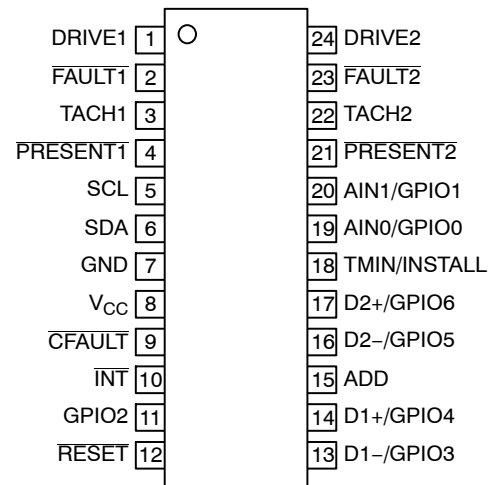 DRIVE1 1 24 DRIVE2
FAULT1 2 23 FAULT2
TACH1 3 22 TACH2
PRESENT1 4 21 PRESENT2
SCL 5 20 AIN1/GPIO1
SDA 6 19 AIN0/GPIO0
GND 7 18 TMIN/INSTALL
VCC 8 17 D2+/GPIO6
CFAULT 9 16 D2−/GPIO5
INT 10 15 ADD
GPIO2 11 14 D1+/GPIO4
RESET 12 13 D1−/GPIO3